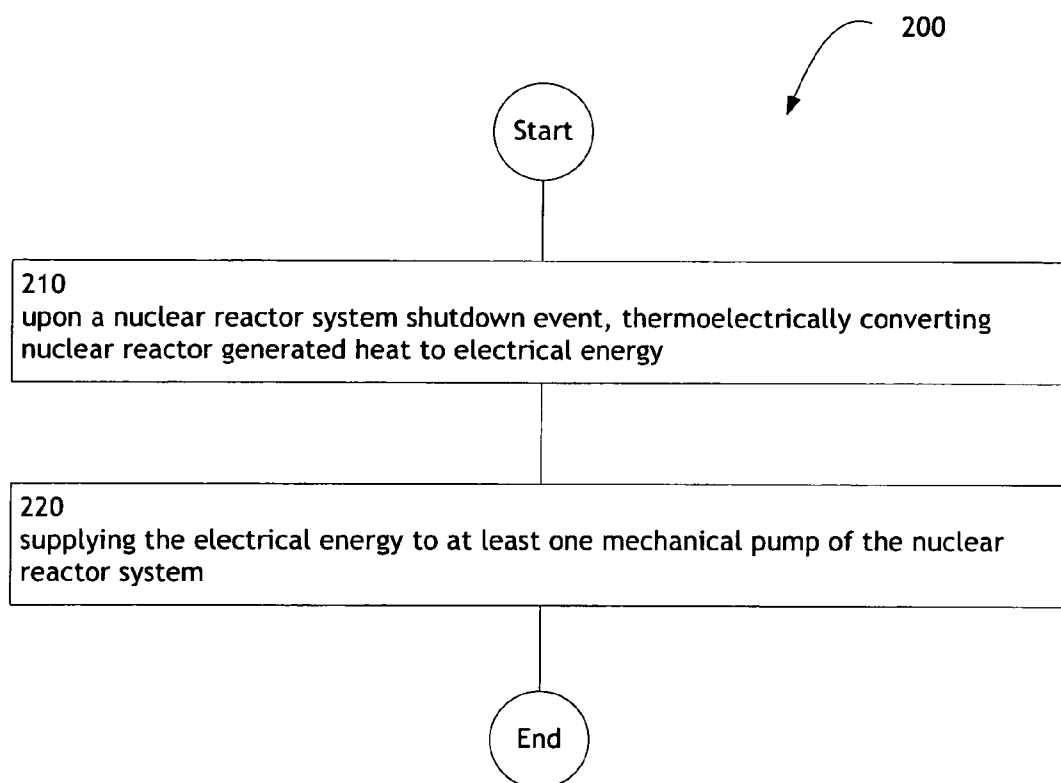 200
Start
210
upon a nuclear reactor system shutdown event, thermoelectrically converting
nuclear reactor generated heat to electrical energy
220
supplying the electrical energy to at least one mechanical pump of the nuclear
reactor system
End